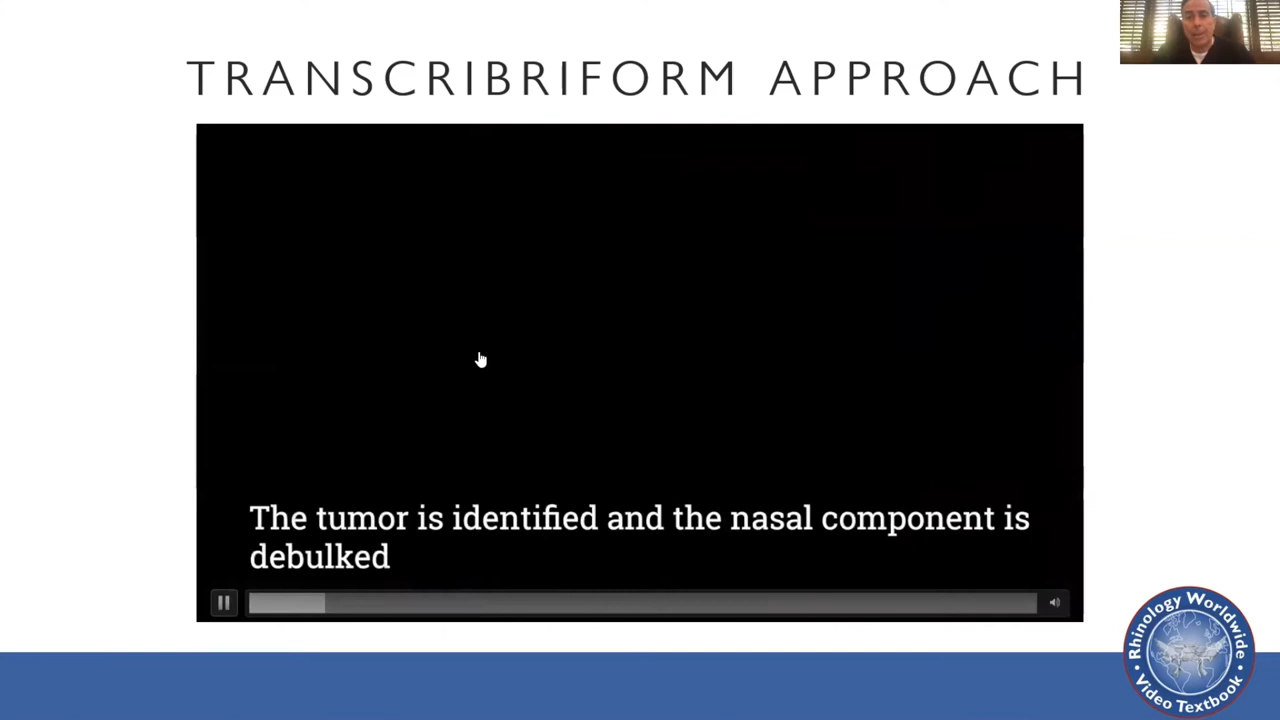 TRANSCRIBRIFORM APPROACH
The tumor is identified and the nasal component is
debulked
Rhinology Worldwide
• Video Textbook •